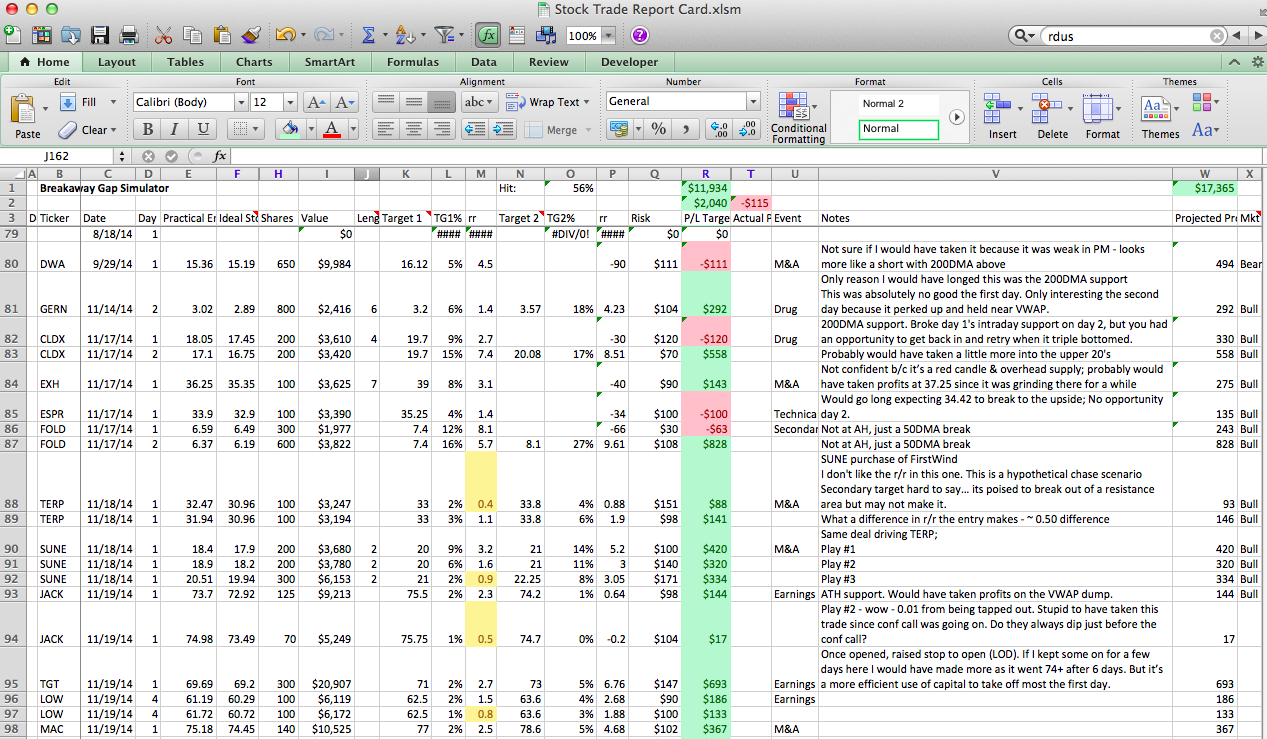 Stock Trade Report Card.xlsm
100% rdus
Home Layout Tables Charts SmartArt Formulas Data Review Developer
Edit Font Alignment Number Format Cells Themes
Paste Fill Clear Calibri (Body) 12 A A abc Wrap Text General Conditional Formatting Normal 2 Insert Delete Format Themes Aa
B I U A Merge % , Normal Aa
J162 fx
A B C D E F H I J K L M N O P Q R T U V W X
1 Breakaway Gap Simulator Hit: 56% $11,934 $17,365
2 $2,040 -$115
3 D Ticker Date Day Practical Er Ideal Sto Shares Value Leng Target 1 TG1% rr Target 2 TG2% rr Risk P/L Targe Actual P Event Notes Projected Pr Mkt
79 8/18/14 1 $0 #### #### #DIV/0! #### $0 $0
Not sure if I would have taken it because it was weak in PM - looks
80 DWA 9/29/14 1 15.36 15.19 650 $9,984 16.12 5% 4.5 -90 $111 -$111 M&A more like a short with 200DMA above 494 Bear
Only reason I would have longed this was the 200DMA support
This was absolutely no good the first day. Only interesting the second
81 GERN 11/14/14 2 3.02 2.89 800 $2,416 6 3.2 6% 1.4 3.57 18% 4.23 $104 $292 Drug day because it perked up and held near VWAP. 292 Bull
200DMA support. Broke day 1's intraday support on day 2, but you had
82 CLDX 11/17/14 1 18.05 17.45 200 $3,610 4 19.7 9% 2.7 -30 $120 -$120 Drug an opportunity to get back in and retry when it triple bottomed. 330 Bull
83 CLDX 11/17/14 2 17.1 16.75 200 $3,420 19.7 15% 7.4 20.08 17% 8.51 $70 $558 Probably would have taken a little more into the upper 20's 558 Bull
Not confident b/c it's a red candle & overhead supply; probably would
84 EXH 11/17/14 1 36.25 35.35 100 $3,625 7 39 8% 3.1 -40 $90 $143 M&A have taken profits at 37.25 since it was grinding there for a while 275 Bull
Would go long expecting 34.42 to break to the upside; No opportunity
85 ESPR 11/17/14 1 33.9 32.9 100 $3,390 35.25 4% 1.4 -34 $100 -$100 Technica day 2. 135 Bull
86 FOLD 11/17/14 1 6.59 6.49 300 $1,977 7.4 12% 8.1 -66 $30 -$63 Secondar Not at AH, just a 50DMA break 243 Bull
87 FOLD 11/17/14 2 6.37 6.19 600 $3,822 7.4 16% 5.7 8.1 27% 9.61 $108 $828 Not at AH, just a 50DMA break 828 Bull
SUNE purchase of FirstWind
I don't like the r/r in this one. This is a hypothetical chase scenario
Secondary target hard to say... its poised to break out of a resistance
88 TERP 11/18/14 1 32.47 30.96 100 $3,247 33 2% 0.4 33.8 4% 0.88 $151 $88 M&A area but may not make it. 93 Bull
89 TERP 11/18/14 1 31.94 30.96 100 $3,194 33 3% 1.1 33.8 6% 1.9 $98 $141 What a difference in r/r the entry makes - ~ 0.50 difference 146 Bull
Same deal driving TERP;
90 SUNE 11/18/14 1 18.4 17.9 200 $3,680 2 20 9% 3.2 21 14% 5.2 $100 $420 M&A Play #1 420 Bull
91 SUNE 11/18/14 1 18.9 18.2 200 $3,780 2 20 6% 1.6 21 11% 3 $140 $320 Play #2 320 Bull
92 SUNE 11/18/14 1 20.51 19.94 300 $6,153 2 21 2% 0.9 22.25 8% 3.05 $171 $334 Play #3 334 Bull
93 JACK 11/19/14 1 73.7 72.92 125 $9,213 75.5 2% 2.3 74.2 1% 0.64 $98 $144 Earnings ATH support. Would have taken profits on the VWAP dump. 144 Bull
Play #2 - wow - 0.01 from being tapped out. Stupid to have taken this
trade since conf call was going on. Do they always dip just before the
94 JACK 11/19/14 1 74.98 73.49 70 $5,249 75.75 1% 0.5 74.7 0% -0.2 $104 $17 conf call? 17
Once opened, raised stop to open (LOD). If I kept some on for a few
days here I would have made more as it went 74+ after 6 days. But it's
95 TGT 11/19/14 1 69.69 69.2 300 $20,907 71 2% 2.7 73 5% 6.76 $147 $693 Earnings a more efficient use of capital to take off most the first day. 693
96 LOW 11/19/14 4 61.19 60.29 100 $6,119 62.5 2% 1.5 63.6 4% 2.68 $90 $186 Earnings 186
97 LOW 11/19/14 4 61.72 60.72 100 $6,172 62.5 1% 0.8 63.6 3% 1.88 $100 $133 133
98 MAC 11/19/14 1 75.18 74.45 140 $10,525 77 2% 2.5 78.6 5% 4.68 $102 $367 M&A 367